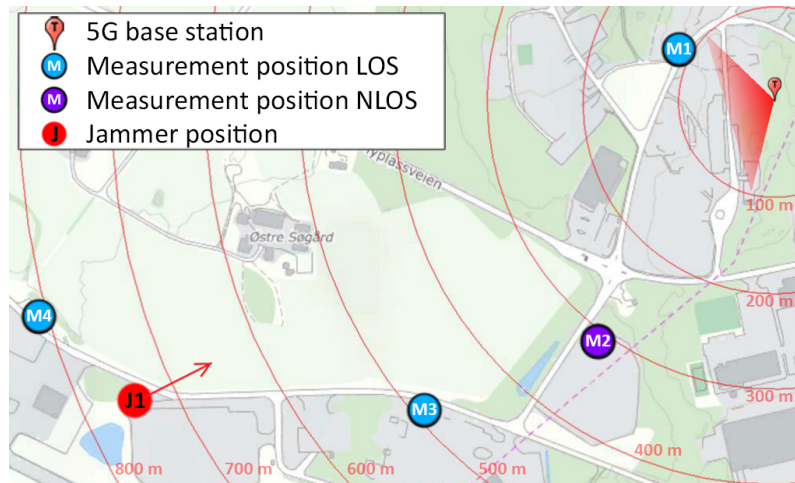 T 5G base station
M Measurement position LOS
M Measurement position NLOS
J Jammer position
M1
T
yplassveien
100 m
Østre Søgård
200 m
M4
M2
300 m
J1
M3
400 m
800 m 700 m 600 m 500 m